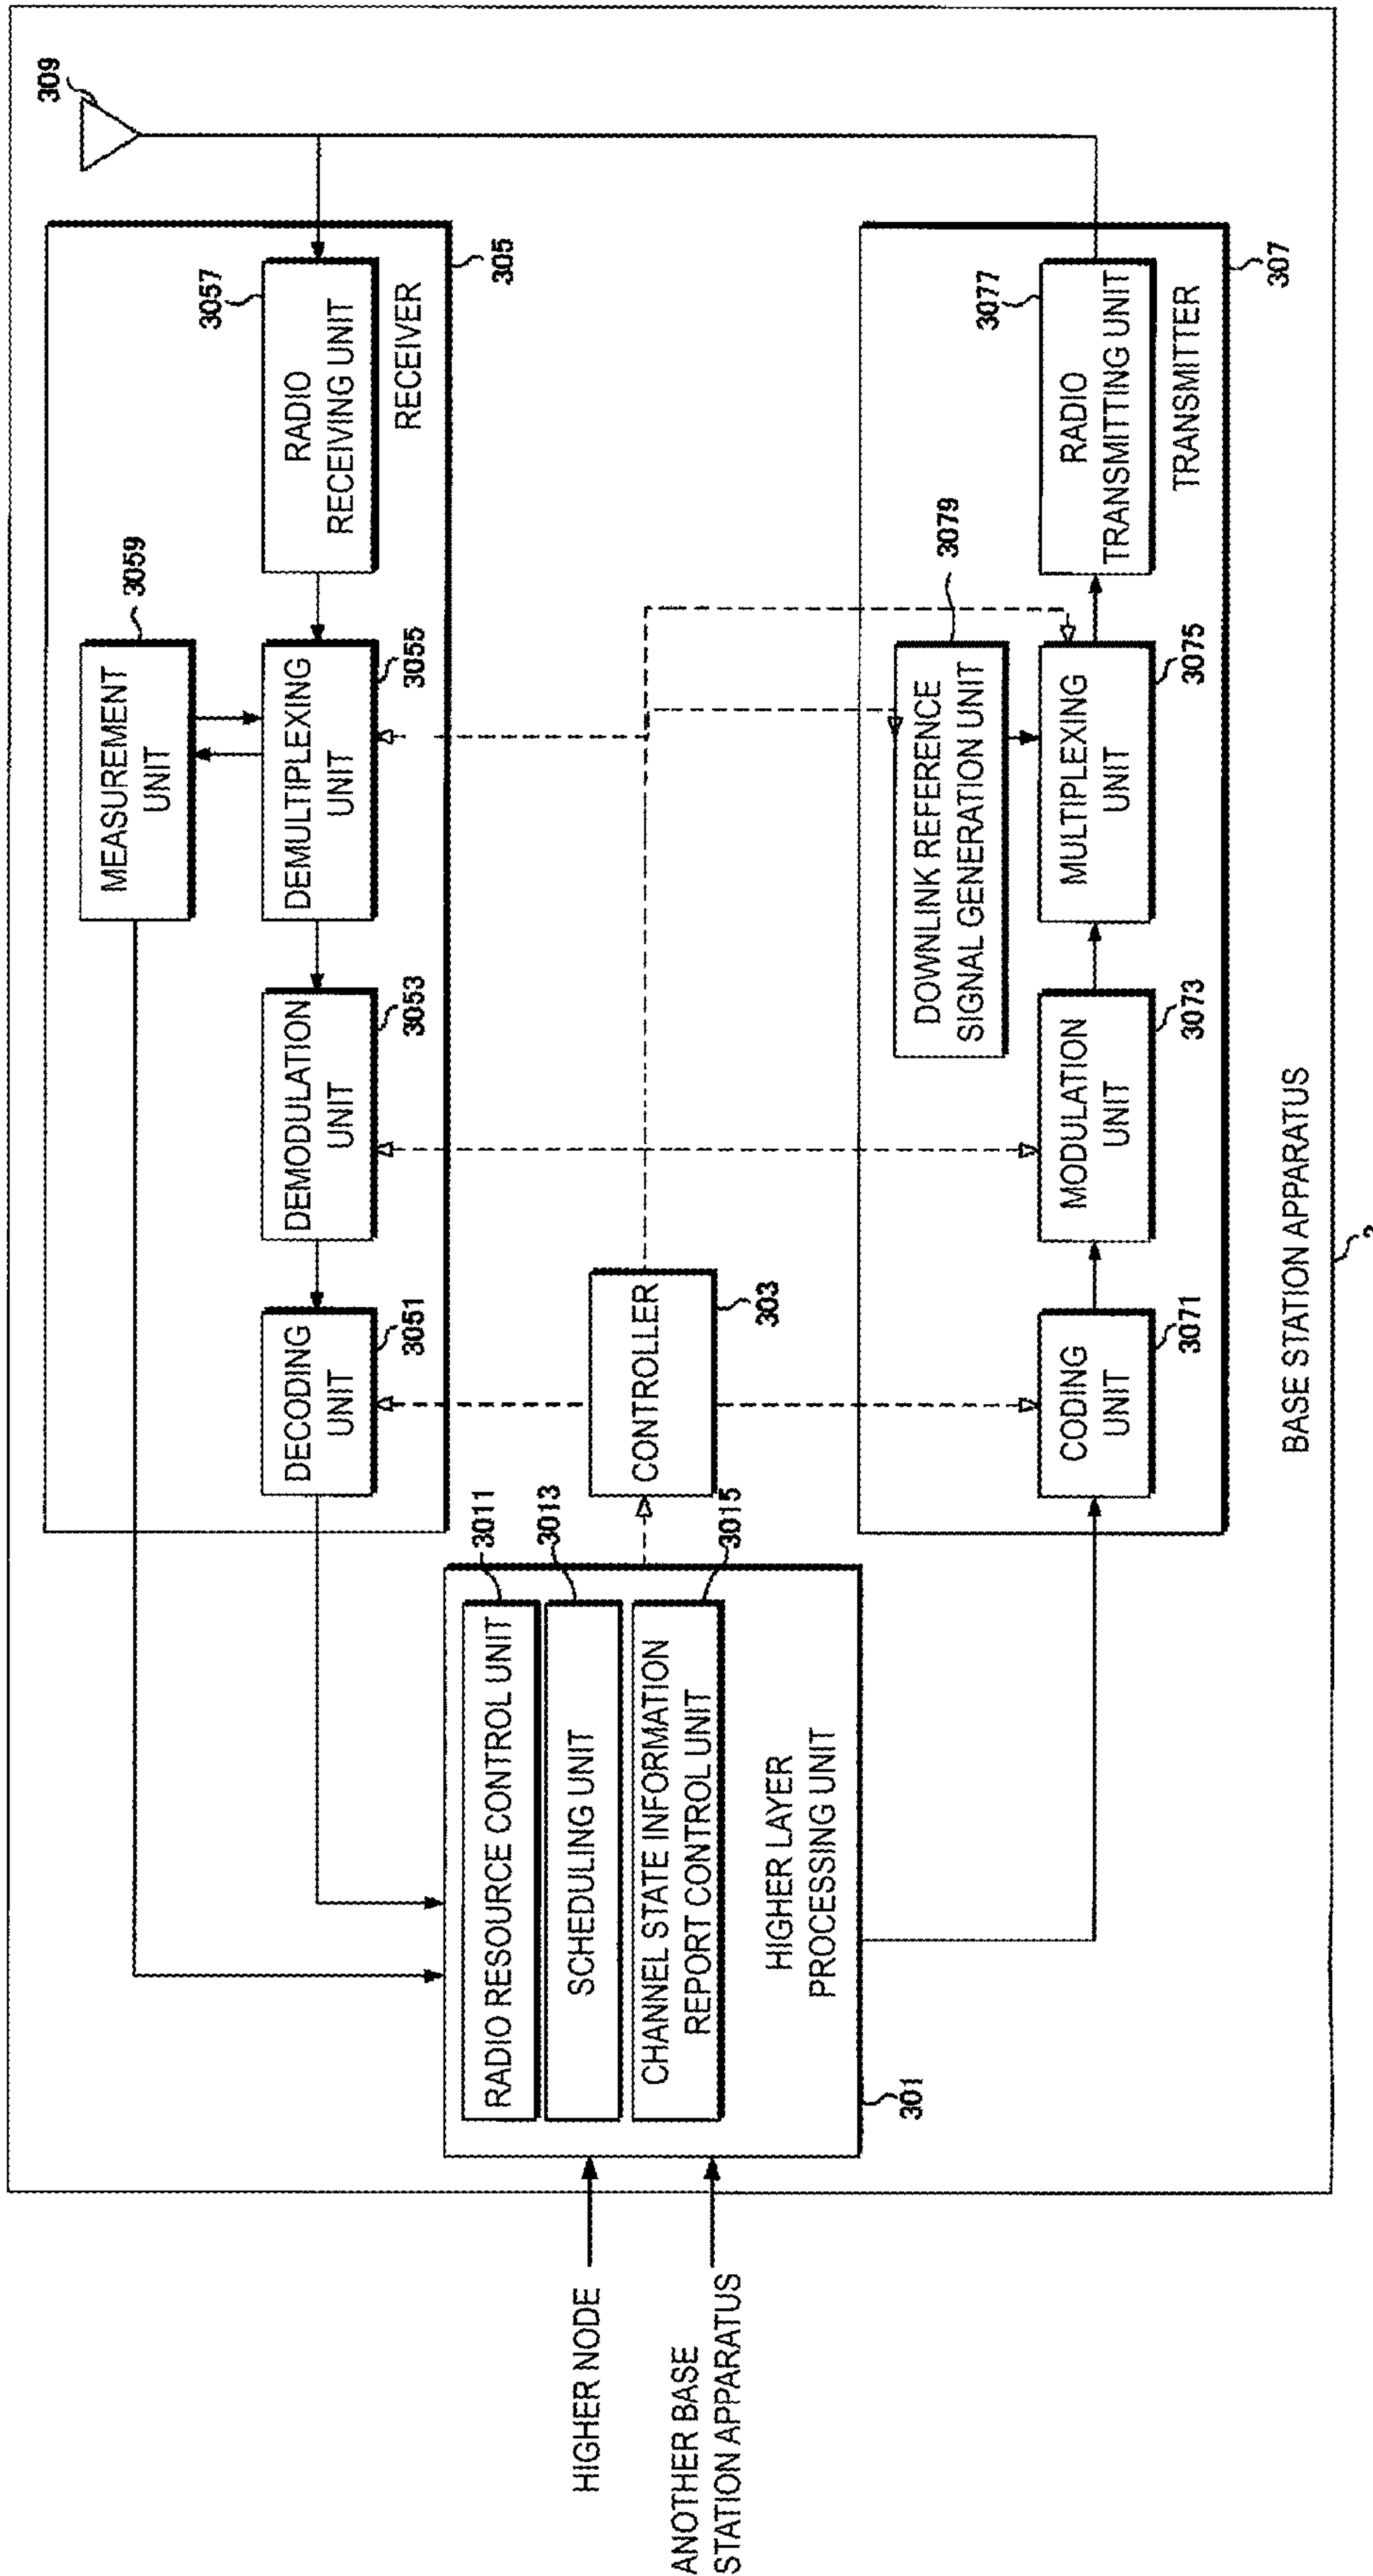 309
3057
RADIO
RECEIVING UNIT
RECEIVER
305
3059
MEASUREMENT
UNIT
DEMULTIPLEXING
UNIT
3055
DEMODULATION
UNIT
3053
DECODING
UNIT
3051
CONTROLLER
303
3011
RADIO RESOURCE CONTROL UNIT
3013
SCHEDULING UNIT
3015
CHANNEL STATE INFORMATION
REPORT CONTROL UNIT
HIGHER LAYER
PROCESSING UNIT
301
HIGHER NODE
ANOTHER BASE
STATION APPARATUS
CODING
UNIT
3071
MODULATION
UNIT
3073
3079
DOWNLINK REFERENCE
SIGNAL GENERATION UNIT
MULTIPLEXING
UNIT
3075
3077
RADIO
TRANSMITTING UNIT
TRANSMITTER
307
BASE STATION APPARATUS